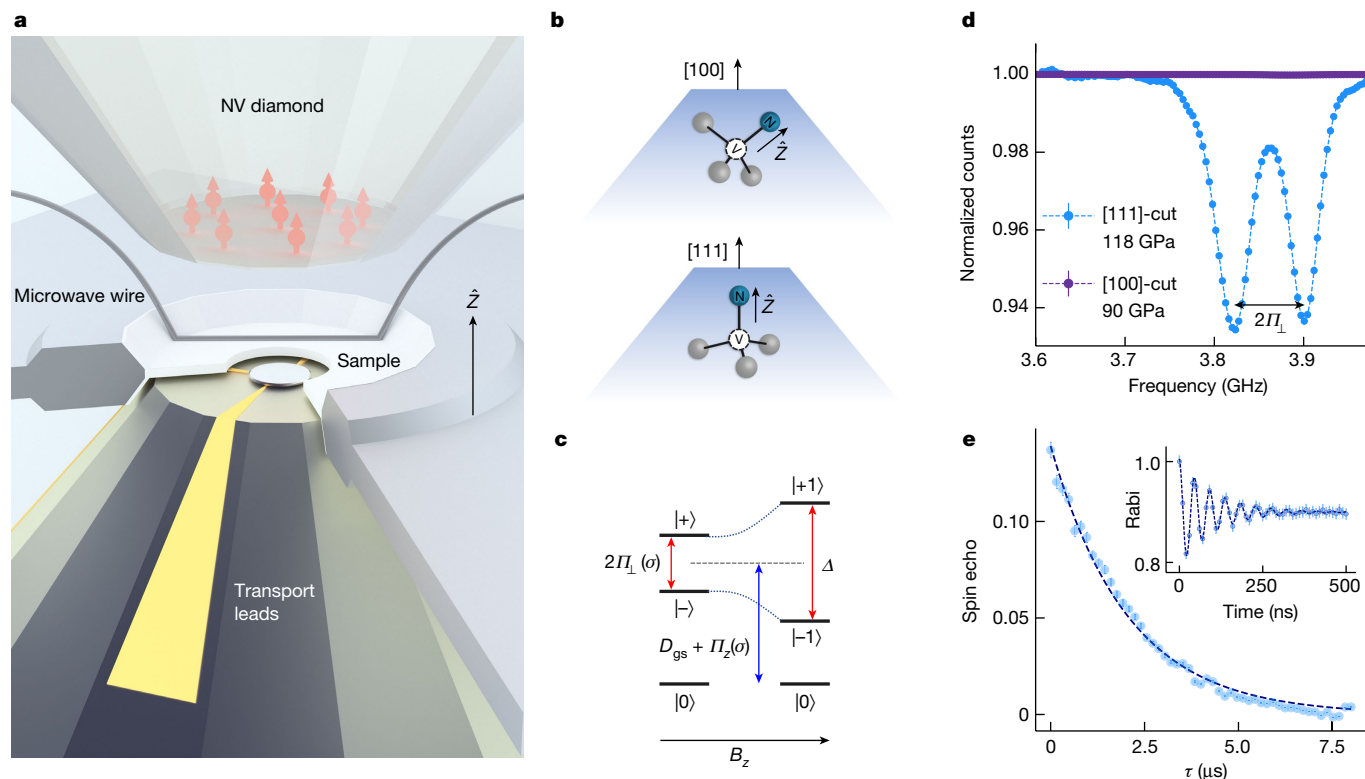 a
NV diamond
Microwave wire
Ẑ
Sample
Transport
leads
b
[100]
N
V
Ẑ
[111]
N
Ẑ
V
c
|+1⟩
|+⟩
2Π⊥(σ)
Δ
|−⟩
|−1⟩
D_gs + Π_z(σ)
|0⟩ |0⟩
B_z
d
1.00
0.98
0.96
0.94
Normalized counts
[111]-cut
118 GPa
[100]-cut
90 GPa
2Π⊥
3.6 3.7 3.8 3.9
Frequency (GHz)
e
0.10
0.05
0
Spin echo
1.0
0.8
Rabi
0 250 500
Time (ns)
0 2.5 5.0 7.5
τ (μs)